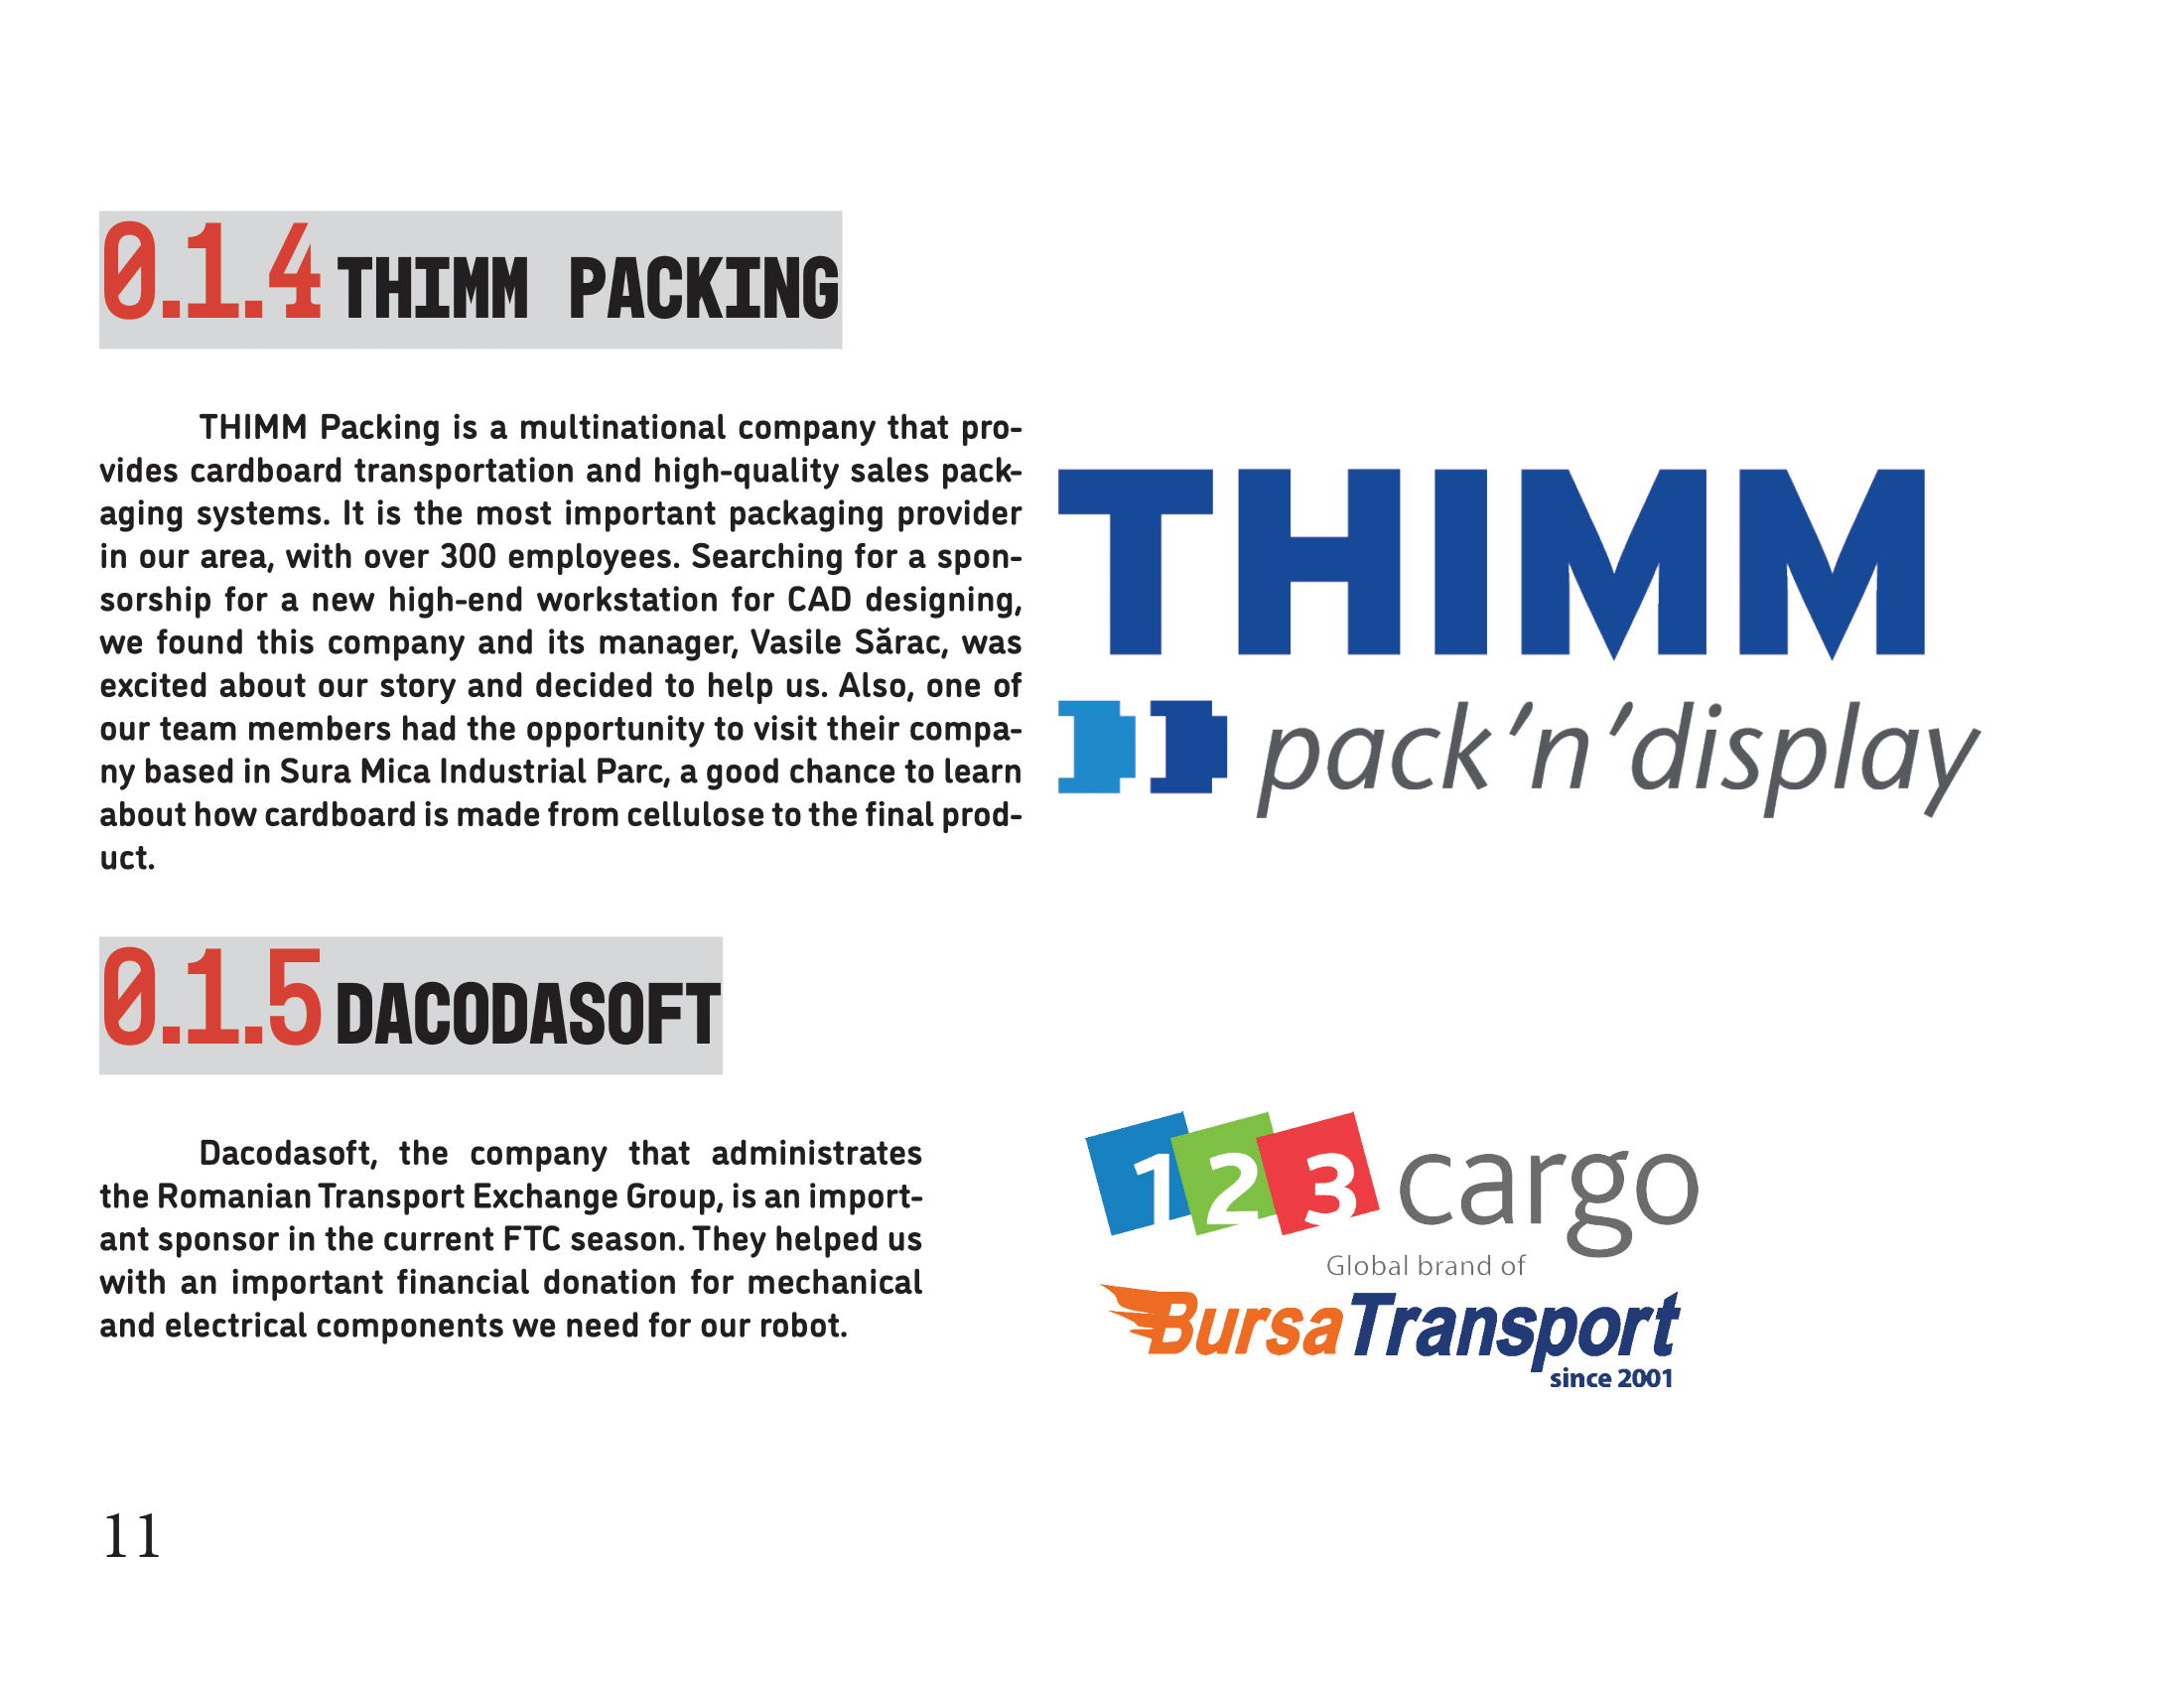 0.1.4 THIMM PACKING
THIMM Packing is a multinational company that pro-
vides cardboard transportation and high-quality sales pack-
aging systems. It is the most important packaging provider
in our area, with over 300 employees. Searching for a spon-
sorship for a new high-end workstation for CAD designing,
we found this company and its manager, Vasile Sărac, was
excited about our story and decided to help us. Also, one of
our team members had the opportunity to visit their compa-
ny based in Sura Mica Industrial Parc, a good chance to learn
about how cardboard is made from cellulose to the final prod-
uct.
THIMM
pack'n'display
0.1.5 DACODASOFT
Dacodasoft, the company that administrates
the Romanian Transport Exchange Group, is an import-
ant sponsor in the current FTC season. They helped us
with an important financial donation for mechanical
and electrical components we need for our robot.
123 cargo
Global brand of
BursaTransport
since 2001
11